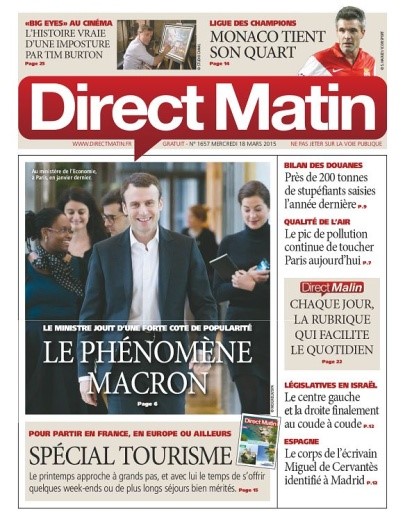 «BIG EYES» AU CINÉMA
L'HISTOIRE VRAIE
D'UNE IMPOSTURE
PAR TIM BURTON
Page 25
LIGUE DES CHAMPIONS
MONACO TIENT
SON QUART
Page 14
Direct Matin
WWW.DIRECTMATIN.FR
GRATUIT - N° 1657 MERCREDI 18 MARS 2015
NE PAS JETER SUR LA VOIE PUBLIQUE
Au ministère de l'Économie,
à Paris, en janvier dernier.
LE MINISTRE JOUIT D'UNE FORTE COTE DE POPULARITÉ
LE PHÉNOMÈNE
MACRON
Page 6
POUR PARTIR EN FRANCE, EN EUROPE OU AILLEURS
SPÉCIAL TOURISME
Le printemps approche à grands pas, et avec lui le temps de s'offrir
quelques week-ends ou de plus longs séjours bien mérités.
Direct Matin
BILAN DES DOUANES
Près de 200 tonnes
de stupéfiants saisies
l'année dernière P.9
QUALITÉ DE L'AIR
Le pic de pollution
continue de toucher
Paris aujourd'hui P.7
Direct Malin
CHAQUE JOUR,
LA RUBRIQUE
QUI FACILITE
LE QUOTIDIEN
Page 22
LÉGISLATIVES EN ISRAËL
Le centre gauche
et la droite finalement
au coude à coude P.12
ESPAGNE
Le corps de l'écrivain
Miguel de Cervantès
identifié à Madrid P.12